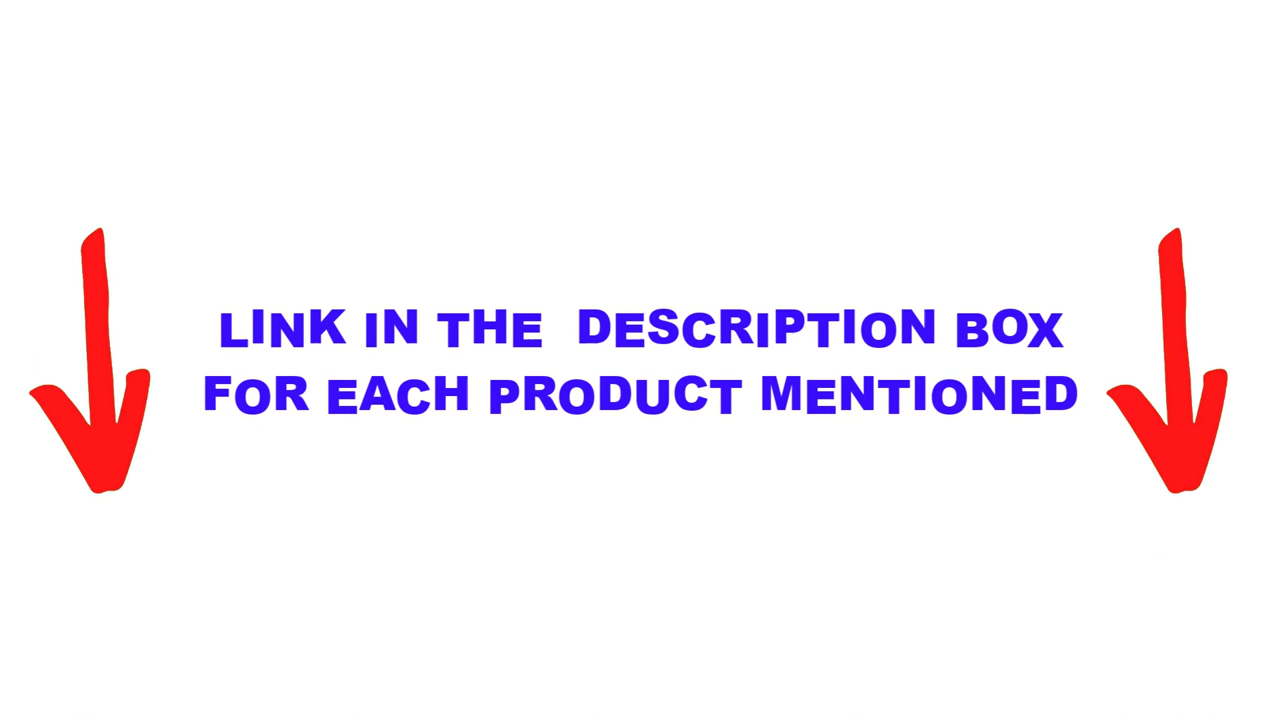 LINK IN THE DESCRIPTION BOX
FOR EACH PRODUCT MENTIONED